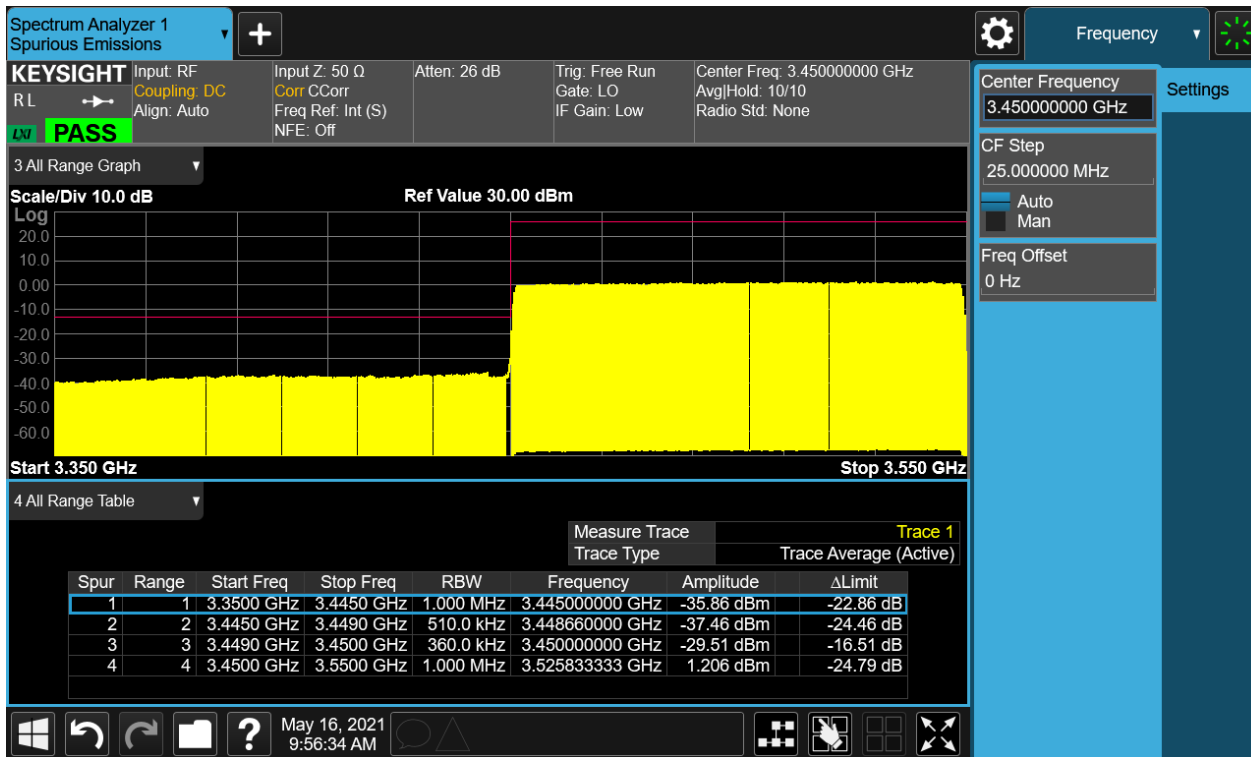 Spectrum Analyzer 1
Spurious Emissions
Frequency
KEYSIGHT Input: RF Input Z: 50 Ω Atten: 26 dB Trig: Free Run Center Freq: 3.450000000 GHz
R L Coupling: DC Corr CCorr Gate: LO Avg|Hold: 10/10
Align: Auto Freq Ref: Int (S) IF Gain: Low Radio Std: None
LXI PASS NFE: Off
Center Frequency
3.450000000 GHz
Settings
CF Step
25.000000 MHz
Auto
Man
Freq Offset
0 Hz
3 All Range Graph
Scale/Div 10.0 dB Ref Value 30.00 dBm
Log
20.0
10.0
0.00
-10.0
-20.0
-30.0
-40.0
-50.0
-60.0
Start 3.350 GHz Stop 3.550 GHz
4 All Range Table
Measure Trace Trace 1
Trace Type Trace Average (Active)
Spur Range Start Freq Stop Freq RBW Frequency Amplitude ΔLimit
1 1 3.3500 GHz 3.4450 GHz 1.000 MHz 3.445000000 GHz -35.86 dBm -22.86 dB
2 2 3.4450 GHz 3.4490 GHz 510.0 kHz 3.448660000 GHz -37.46 dBm -24.46 dB
3 3 3.4490 GHz 3.4500 GHz 360.0 kHz 3.450000000 GHz -29.51 dBm -16.51 dB
4 4 3.4500 GHz 3.5500 GHz 1.000 MHz 3.525833333 GHz 1.206 dBm -24.79 dB
?
May 16, 2021
9:56:34 AM